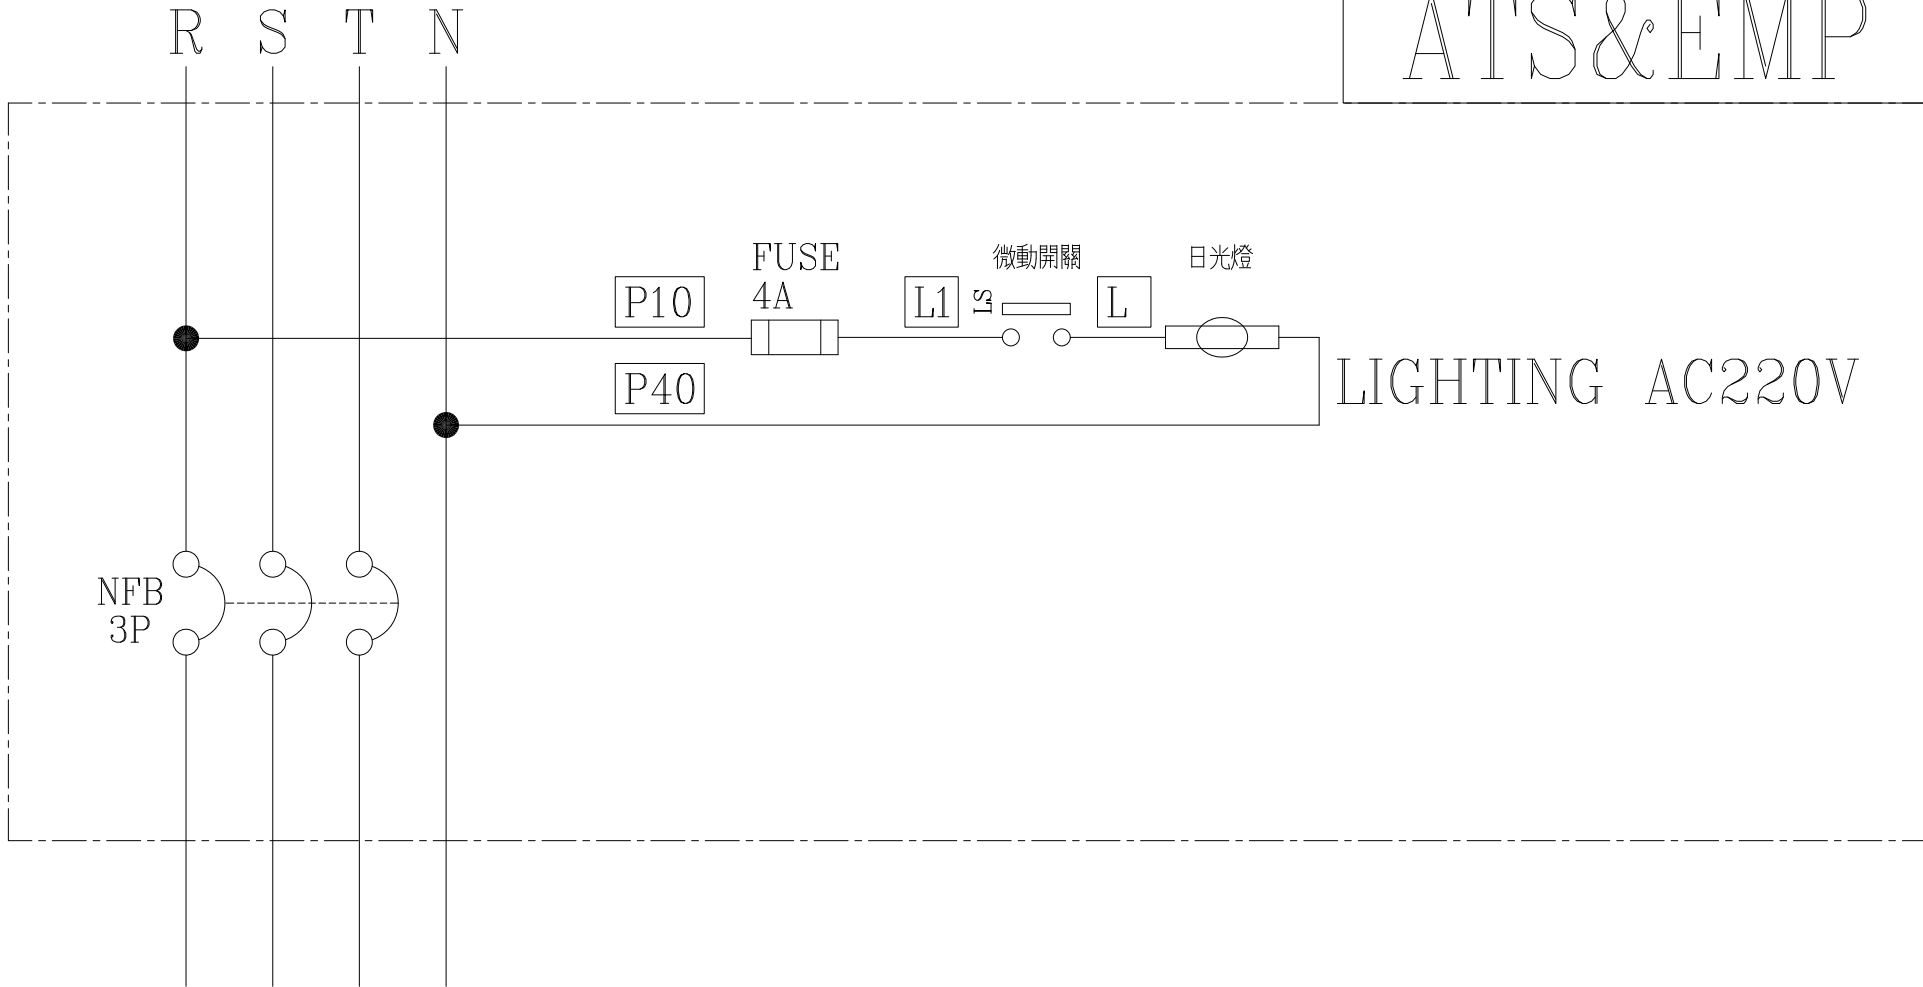 R S T N
ATS&EMP
FUSE
4A
微動開關
日光燈
P10
L1
LS
L
P40
LIGHTING AC220V
NFB
3P